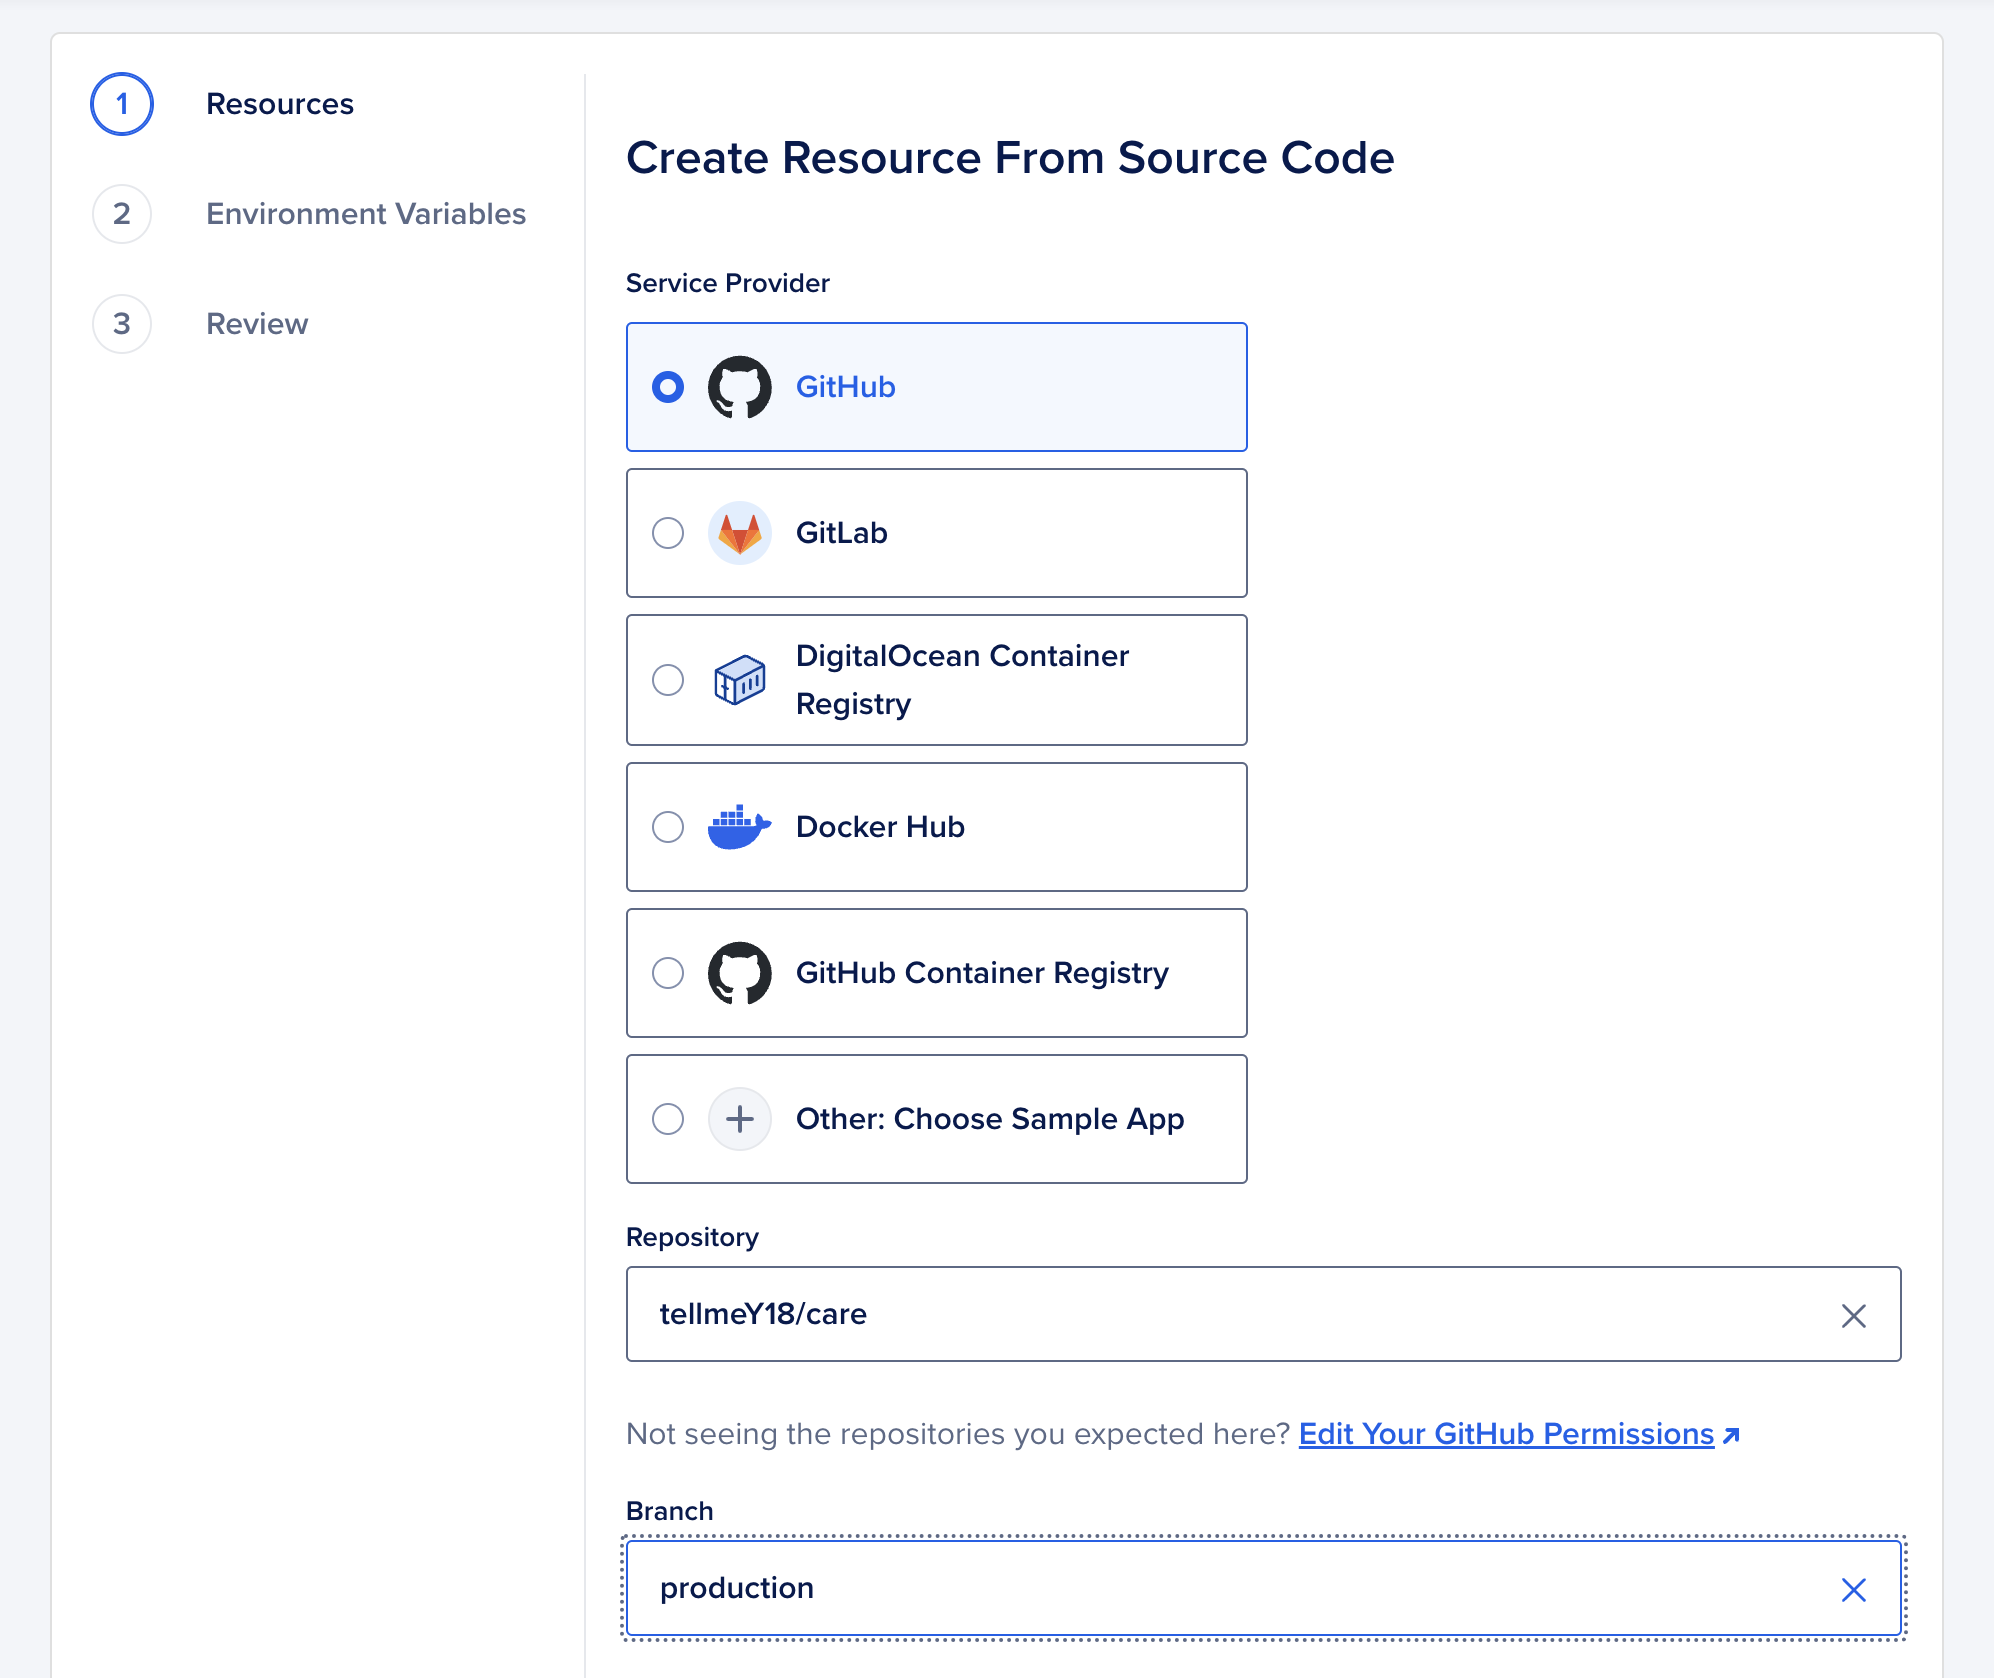 1 Resources
2 Environment Variables
3 Review
Create Resource From Source Code
Service Provider
GitHub
GitLab
DigitalOcean Container
Registry
Docker Hub
GitHub Container Registry
Other: Choose Sample App
Repository
tellmeY18/care
Not seeing the repositories you expected here? Edit Your GitHub Permissions
Branch
production